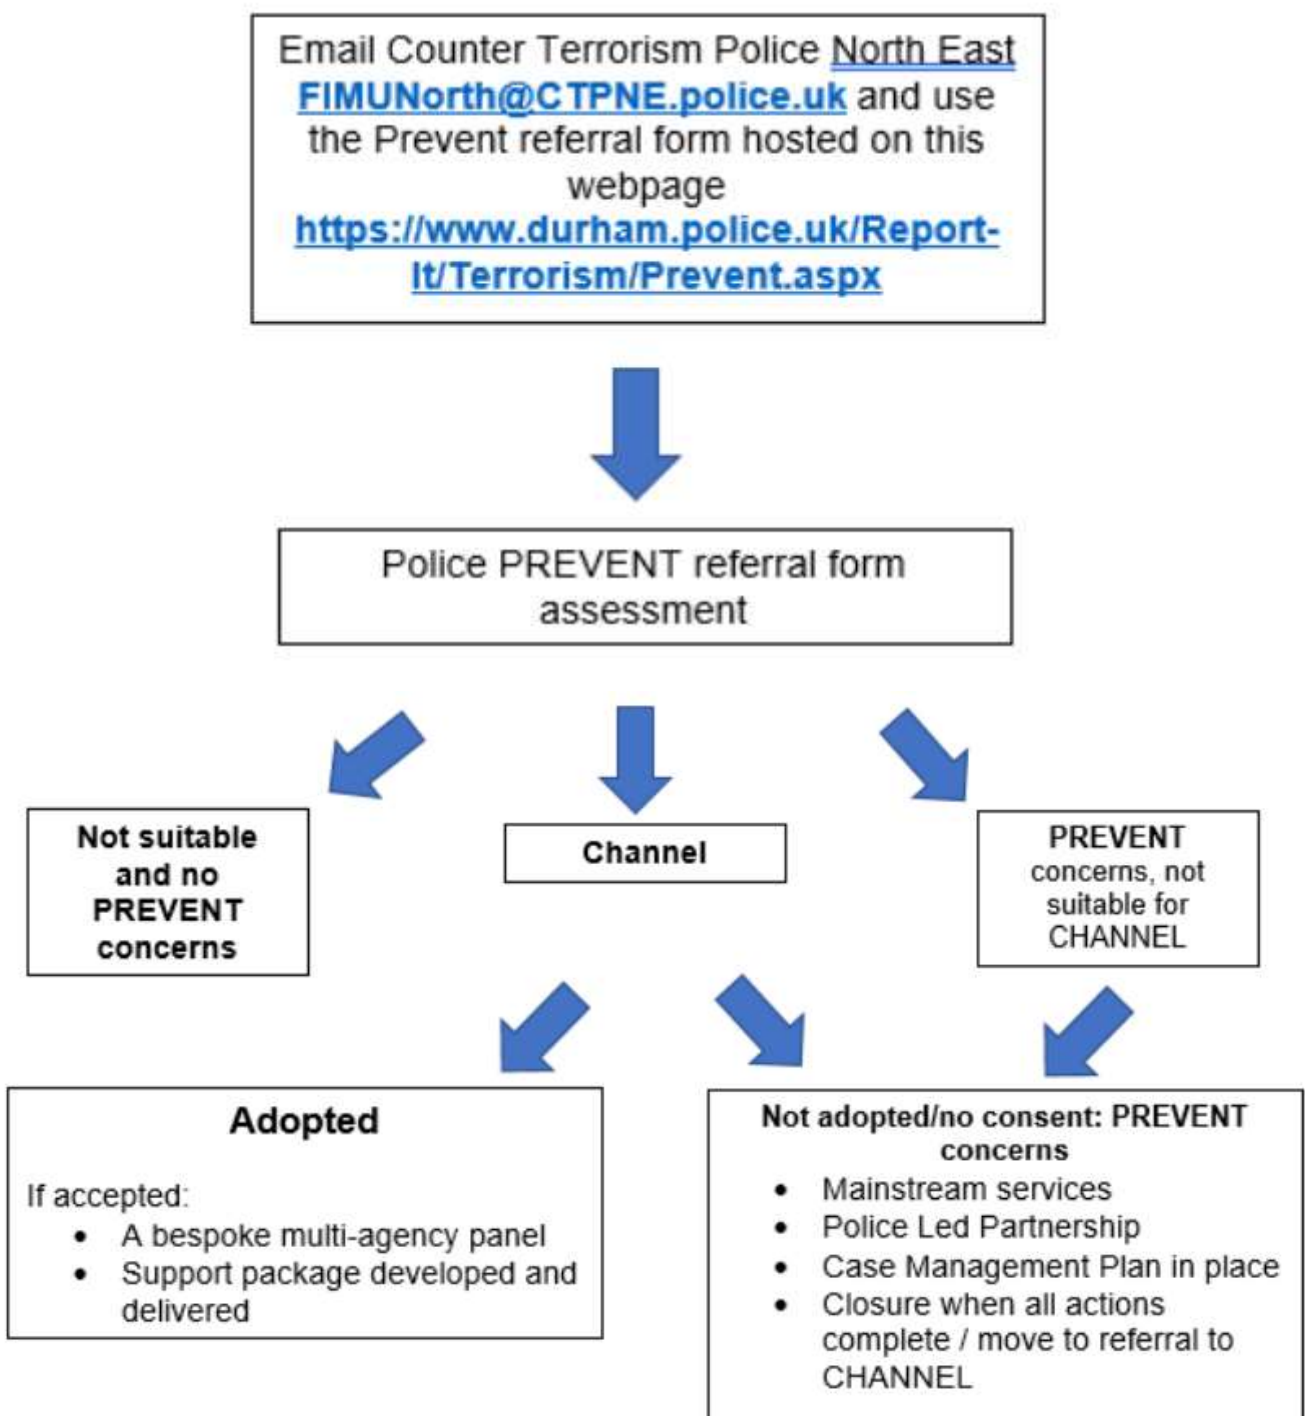 Email Counter Terrorism Police North East
FIMUNorth@CTPNE.police.uk and use
the Prevent referral form hosted on this
webpage
https://www.durham.police.uk/Report-
It/Terrorism/Prevent.aspx
Police PREVENT referral form
assessment
Not suitable
and no
PREVENT
concerns
Channel
PREVENT
concerns, not
suitable for
CHANNEL
Adopted
If accepted:
• A bespoke multi-agency panel
• Support package developed and
delivered
Not adopted/no consent: PREVENT
concerns
• Mainstream services
• Police Led Partnership
• Case Management Plan in place
• Closure when all actions
complete / move to referral to
CHANNEL